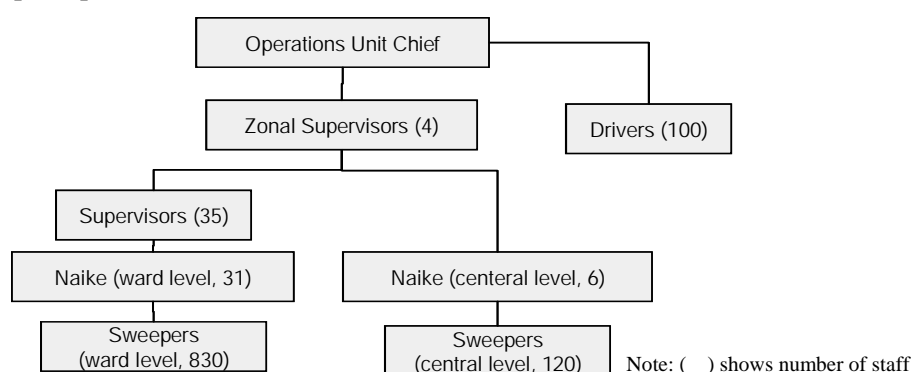 Operations Unit Chief
Zonal Supervisors (4)
Drivers (100)
Supervisors (35)
Naike (ward level, 31)
Naike (centeral level, 6)
Sweepers
(ward level, 830)
Sweepers
(central level, 120)
Note: (  ) shows number of staff